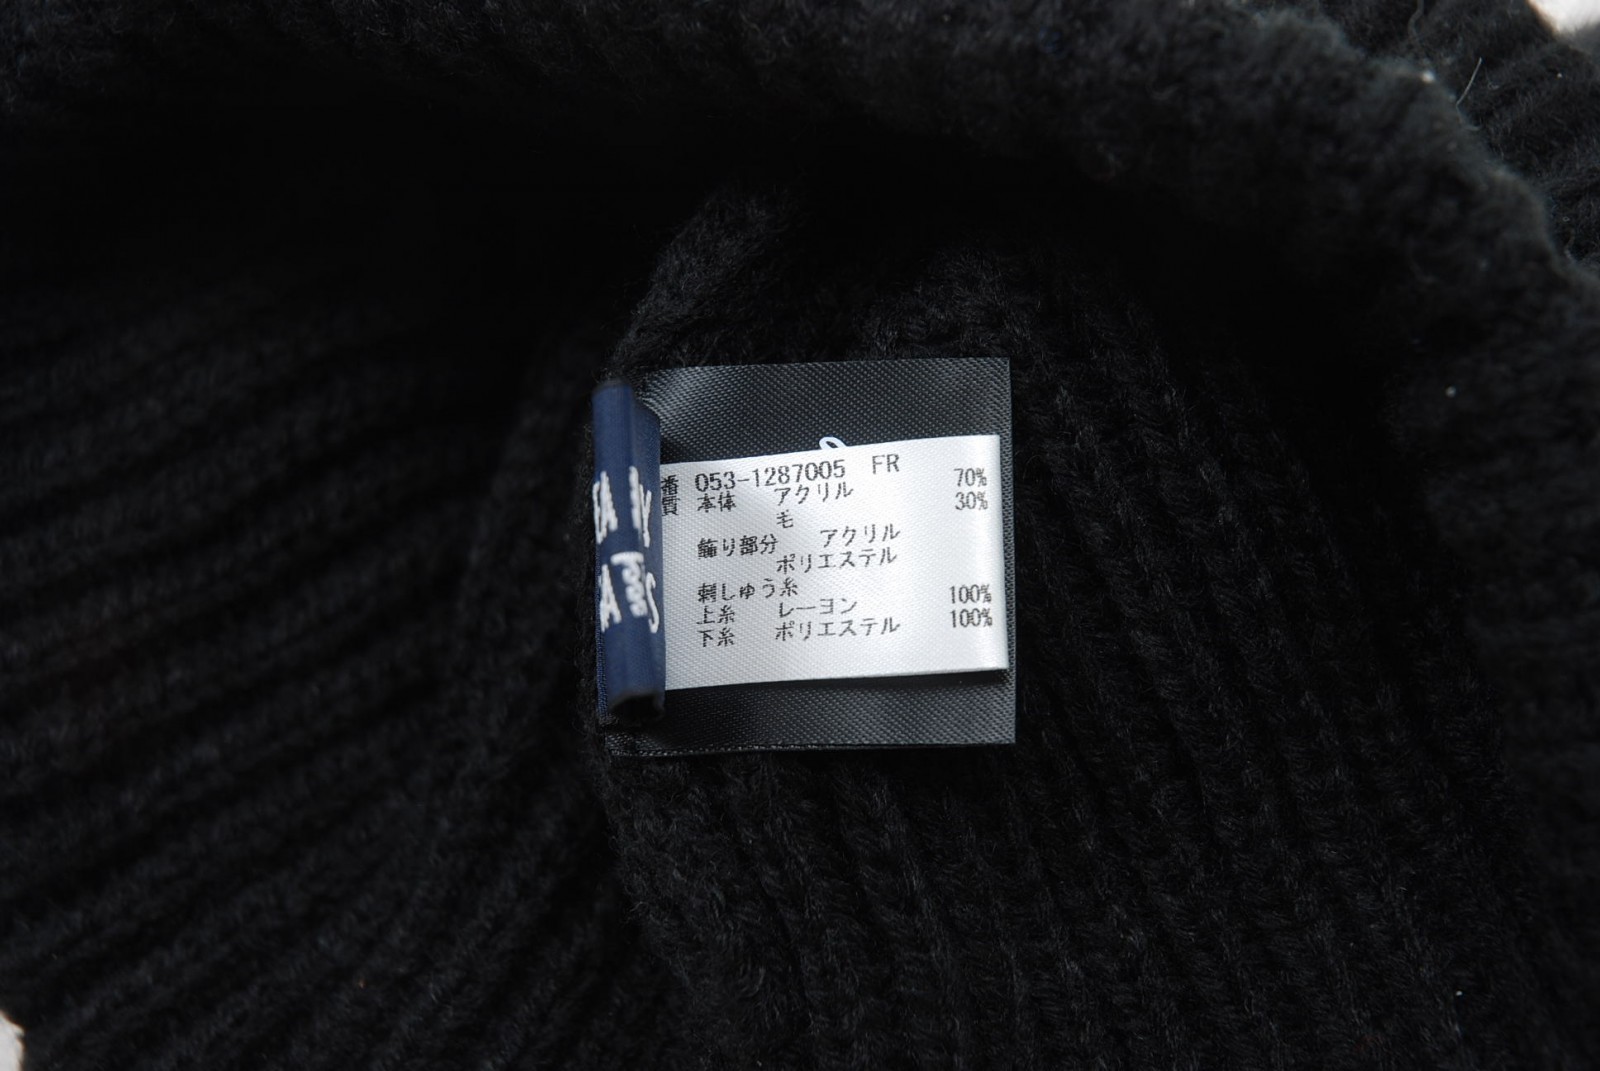 番 053-1287005 FR
質 本体 アクリル 70%
毛 30%
飾り部分 アクリル
ポリエステル
刺しゅう糸
上糸 レーヨン 100%
下糸 ポリエステル 100%